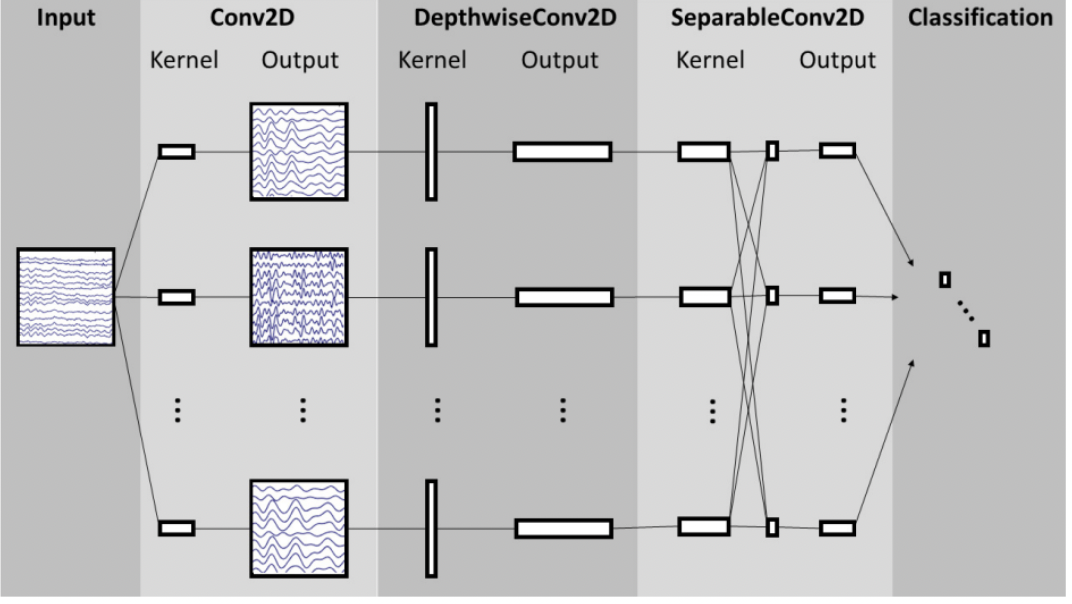 Input Conv2D DepthwiseConv2D SeparableConv2D Classification
Kernel Output Kernel Output Kernel Output